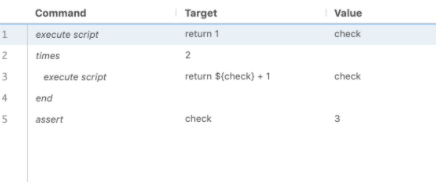 Command Target Value
1 execute script return 1 check
2 times 2
3 execute script return ${check} + 1 check
4 end
5 assert check 3